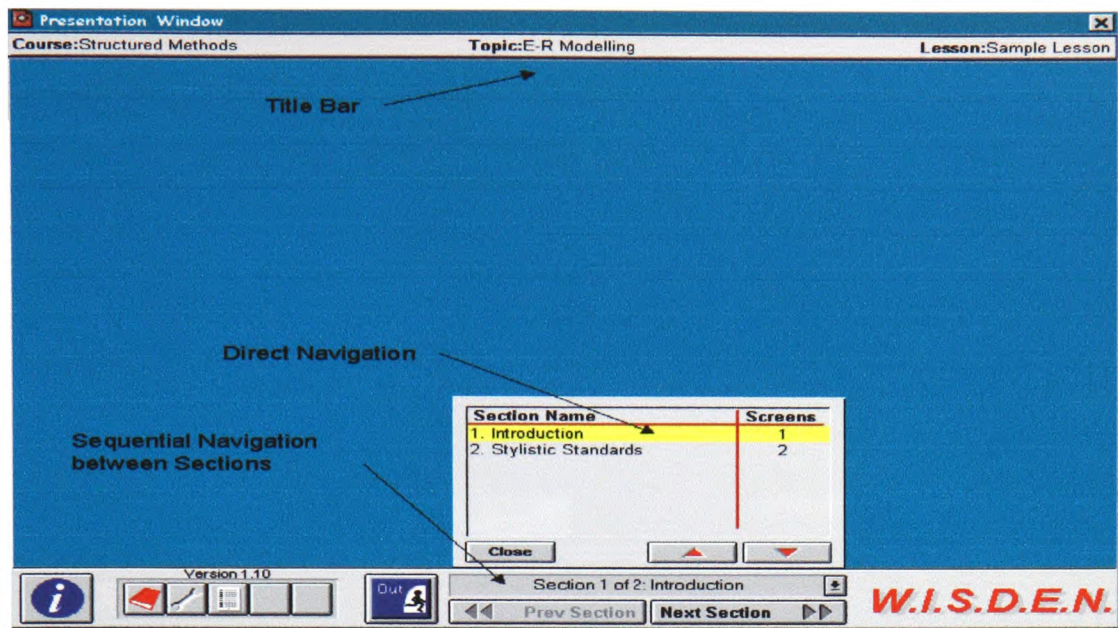 Presentation Window
Course:Structured Methods Topic:E-R Modelling Lesson:Sample Lesson
Title Bar
Direct Navigation
Sequential Navigation
between Sections
Section Name Screens
1. Introduction 1
2. Stylistic Standards 2
Close
Version 1.10
Out
Section 1 of 2: Introduction
Prev Section Next Section
i
W.I.S.D.E.N.